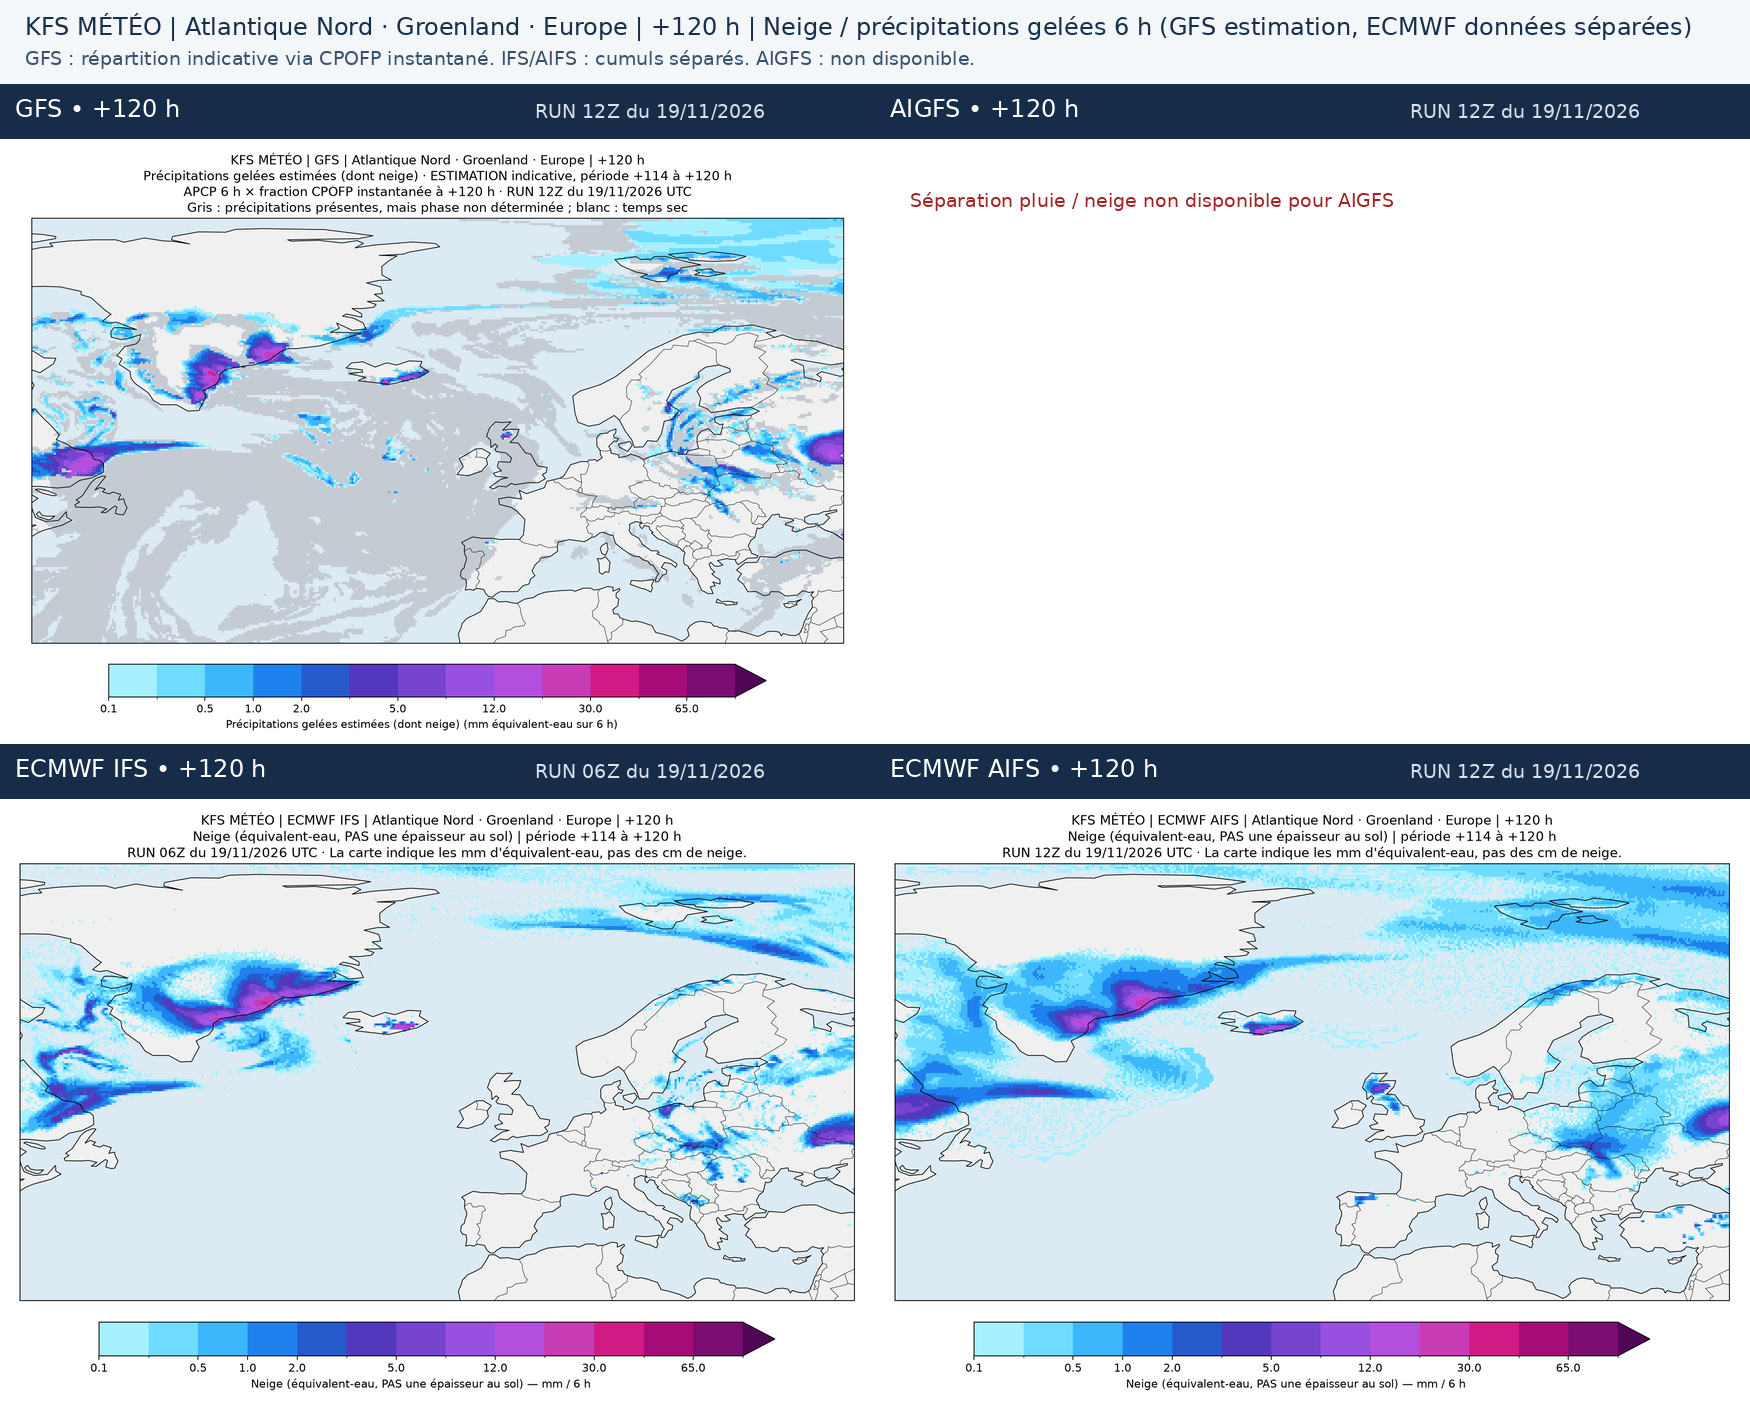 KFS MÉTÉO | Atlantique Nord · Groenland · Europe | +120 h | Neige / précipitations gelées 6 h (GFS estimation, ECMWF données séparées)
GFS : répartition indicative via CPOFP instantané. IFS/AIFS : cumuls séparés. AIGFS : non disponible.
GFS • +120 h
RUN 12Z du 19/11/2026
AIGFS • +120 h
RUN 12Z du 19/11/2026
KFS MÉTÉO | GFS | Atlantique Nord · Groenland · Europe | +120 h
Précipitations gelées estimées (dont neige) · ESTIMATION indicative, période +114 à +120 h
APCP 6 h × fraction CPOFP instantanée à +120 h · RUN 12Z du 19/11/2026 UTC
Gris : précipitations présentes, mais phase non déterminée ; blanc : temps sec
Séparation pluie / neige non disponible pour AIGFS
0.1 0.5 1.0 2.0 5.0 12.0 30.0 65.0
Précipitations gelées estimées (dont neige) (mm équivalent-eau sur 6 h)
ECMWF IFS • +120 h
RUN 06Z du 19/11/2026
ECMWF AIFS • +120 h
RUN 12Z du 19/11/2026
KFS MÉTÉO | ECMWF IFS | Atlantique Nord · Groenland · Europe | +120 h
Neige (équivalent-eau, PAS une épaisseur au sol) | période +114 à +120 h
RUN 06Z du 19/11/2026 UTC · La carte indique les mm d'équivalent-eau, pas des cm de neige.
KFS MÉTÉO | ECMWF AIFS | Atlantique Nord · Groenland · Europe | +120 h
Neige (équivalent-eau, PAS une épaisseur au sol) | période +114 à +120 h
RUN 12Z du 19/11/2026 UTC · La carte indique les mm d'équivalent-eau, pas des cm de neige.
0.1 0.5 1.0 2.0 5.0 12.0 30.0 65.0
Neige (équivalent-eau, PAS une épaisseur au sol) — mm / 6 h
0.1 0.5 1.0 2.0 5.0 12.0 30.0 65.0
Neige (équivalent-eau, PAS une épaisseur au sol) — mm / 6 h